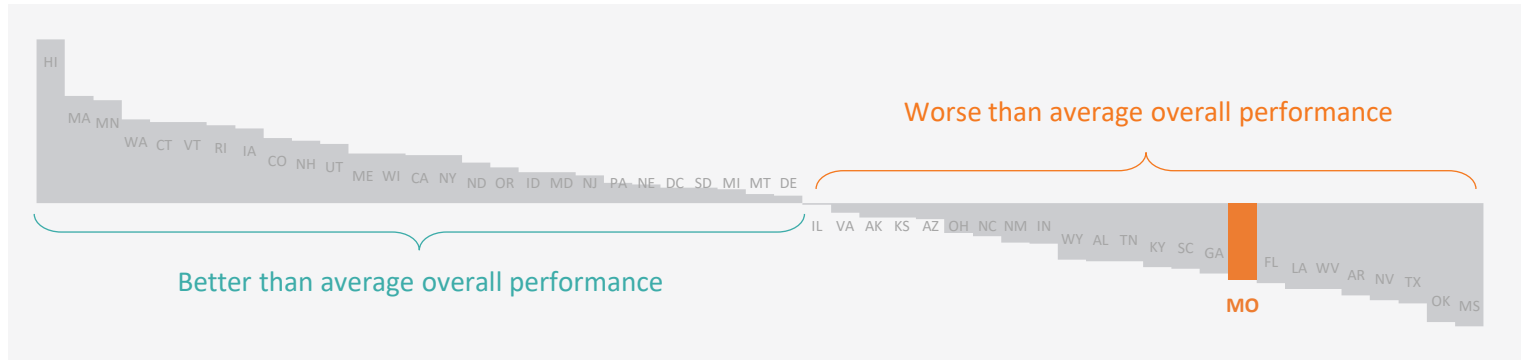 HI
MA
MN
WA
CT
VT
RI
IA
CO
NH
UT
ME
WI
CA
NY
ND
OR
ID
MD
NJ
PA
NE
DC
SD
MI
MT
DE
Worse than average overall performance
IL
VA
AK
KS
AZ
OH
NC
NM
IN
WY
AL
TN
KY
SC
GA
MO
FL
LA
WV
AR
NV
TX
OK
MS
Better than average overall performance